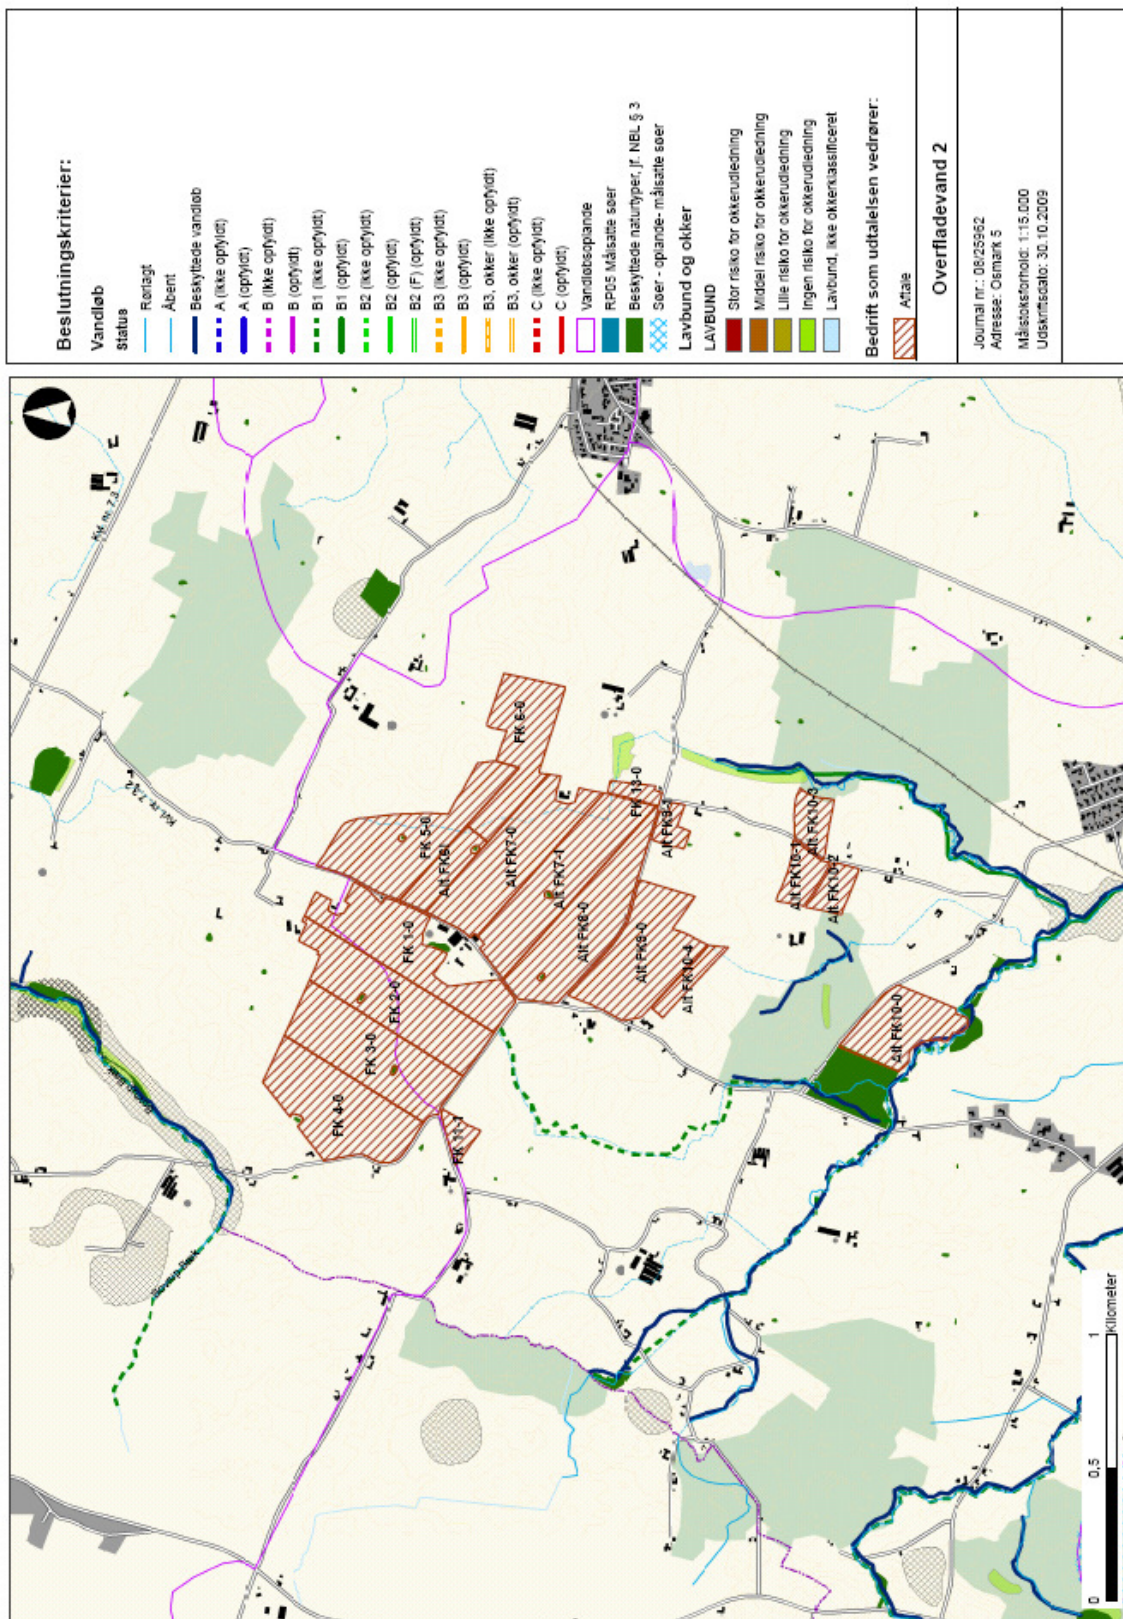 Beslutningskriterier:
Vandløb
Status
Rørlagt
Åbent
Beskyttede vandløb
A (ikke opfyldt)
A (opfyldt)
B (ikke opfyldt)
B (opfyldt)
B1 (ikke opfyldt)
B1 (opfyldt)
B2 (ikke opfyldt)
B2 (opfyldt)
B2 (F) (opfyldt)
B3 (ikke opfyldt)
B3 (opfyldt)
B3, okker (ikke opfyldt)
B3, okker (opfyldt)
C (ikke opfyldt)
C (opfyldt)
Vandløbsoplande
RP05 Målsatte søer
Beskyttede naturtyper, jf. NBL § 3
Søer - oplande- målsatte søer
Lavbund og okker
LAVBUND
Stor risiko for okkerudledning
Middel risiko for okkerudledning
Lille risiko for okkerudledning
Ingen risiko for okkerudledning
Lavbund, ikke okkerklassificeret
Bedrift som udtalelsen vedrører:
Aftale
Overfladevand 2
Journal nr.: 08/25962
Adresse: Osmark 5
Målstoksforhold: 1:15.000
Udskriftsdato: 30.10.2009
FK 4-0
FK 3-0
FK 2-0
FK 1-0
FK 11-1
FK 5-0
Alt FK6
FK 6-0
Alt FK7-0
Alt FK7-1
Alt FK8-0
Alt FK9-0
Alt FK10-4
FK 13-0
Alt FK10-1
Alt FK10-2
Alt FK10-3
Alt FK10-0
0
0,5
1
Kilometer